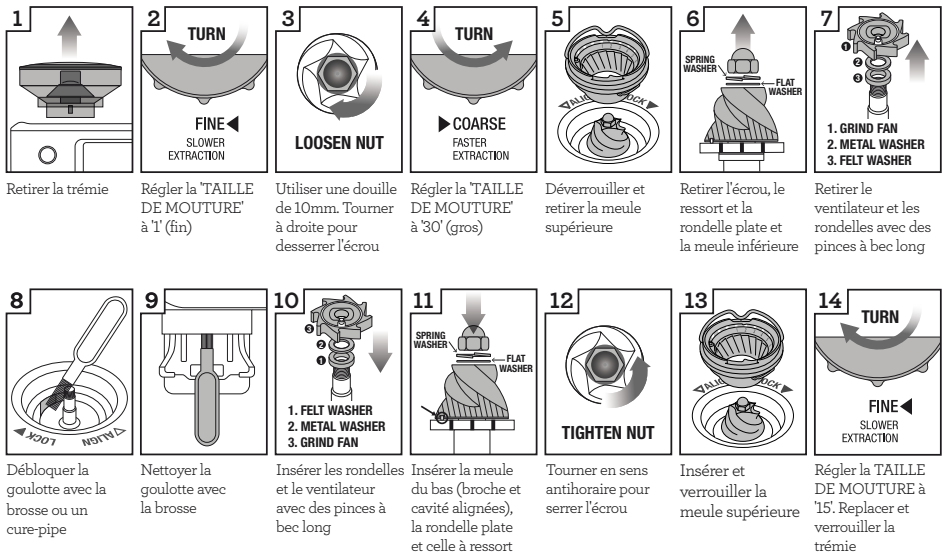 1
Retirer la trémie
2
TURN
FINE◀
SLOWER
EXTRACTION
Régler la 'TAILLE
DE MOUTURE'
à '1' (fin)
3
LOOSEN NUT
Utiliser une douille
de 10mm. Tourner
à droite pour
desserrer l'écrou
4
TURN
▶COARSE
FASTER
EXTRACTION
Régler la 'TAILLE
DE MOUTURE'
à '30' (gros)
5
Déverrouiller et
retirer la meule
supérieure
6
SPRING
WASHER
FLAT
WASHER
Retirer l'écrou, le
ressort et la
rondelle plate et
la meule inférieure
7
1
2
3
1. GRIND FAN
2. METAL WASHER
3. FELT WASHER
Retirer le
ventilateur et les
rondelles avec des
pinces à bec long
8
LOCK
ALIGN
Débloquer la
goulotte avec la
brosse ou un
cure-pipe
9
Nettoyer la
goulotte avec
la brosse
10
3
2
1
1. FELT WASHER
2. METAL WASHER
3. GRIND FAN
Insérer les rondelles
et le ventilateur
avec des pinces à
bec long
11
SPRING
WASHER
FLAT
WASHER
Insérer la meule
du bas (broche et
cavité alignées),
la rondelle plate
et celle à ressort
12
TIGHTEN NUT
Tourner en sens
antihoraire pour
serrer l'écrou
13
Insérer et
verrouiller la
meule supérieure
14
TURN
FINE◀
SLOWER
EXTRACTION
Régler la TAILLE
DE MOUTURE à
'15'. Replacer et
verrouiller la
trémie